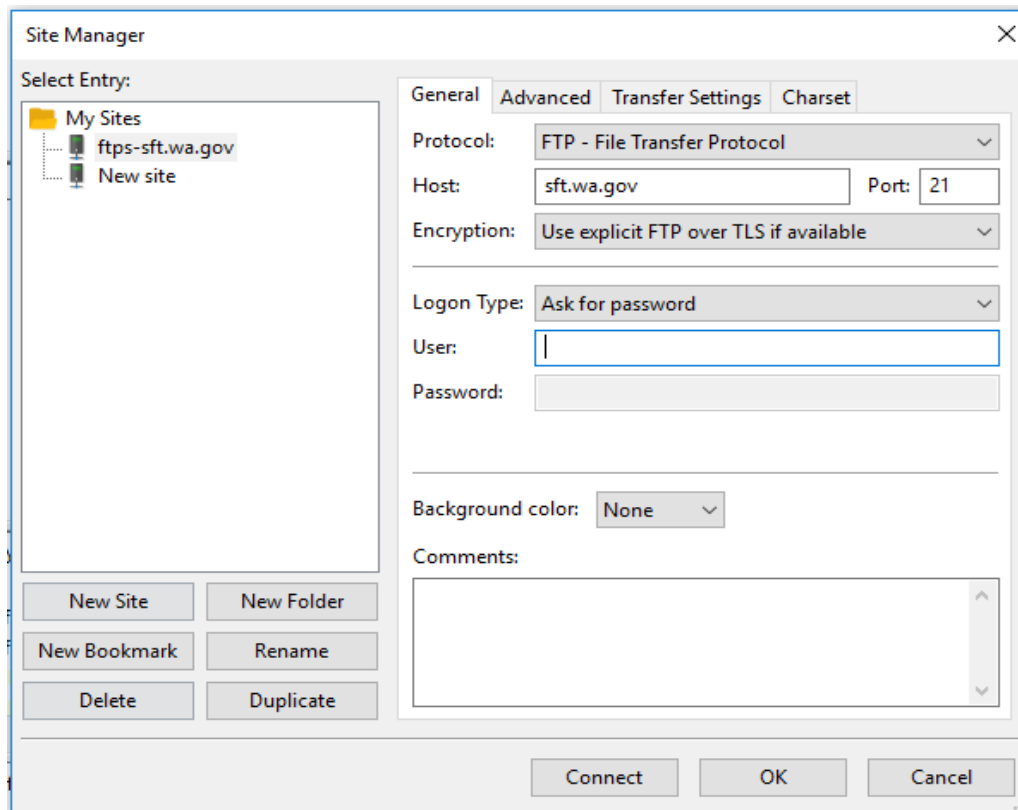 Site Manager
Select Entry:
My Sites
ftps-sft.wa.gov
New site
New Site
New Folder
New Bookmark
Rename
Delete
Duplicate
General Advanced Transfer Settings Charset
Protocol: FTP - File Transfer Protocol
Host: sft.wa.gov Port: 21
Encryption: Use explicit FTP over TLS if available
Logon Type: Ask for password
User:
Password:
Background color: None
Comments:
Connect OK Cancel